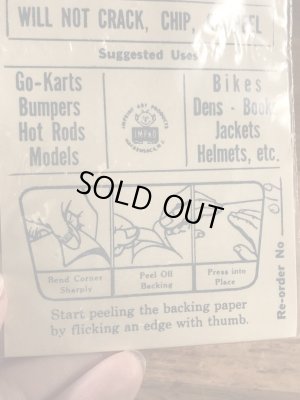 WILL NOT CRACK, CHIP,
Suggested Uses
Go-Karts
Bumpers
Hot Rods
Models
Bikes
Dens - Books
Jackets
Helmets, etc.
SOLD OUT
Bend Corner
Sharply
Peel Off
Backing
Press into
Place
Start peeling the backing paper
by flicking an edge with thumb.
Re-order No 019